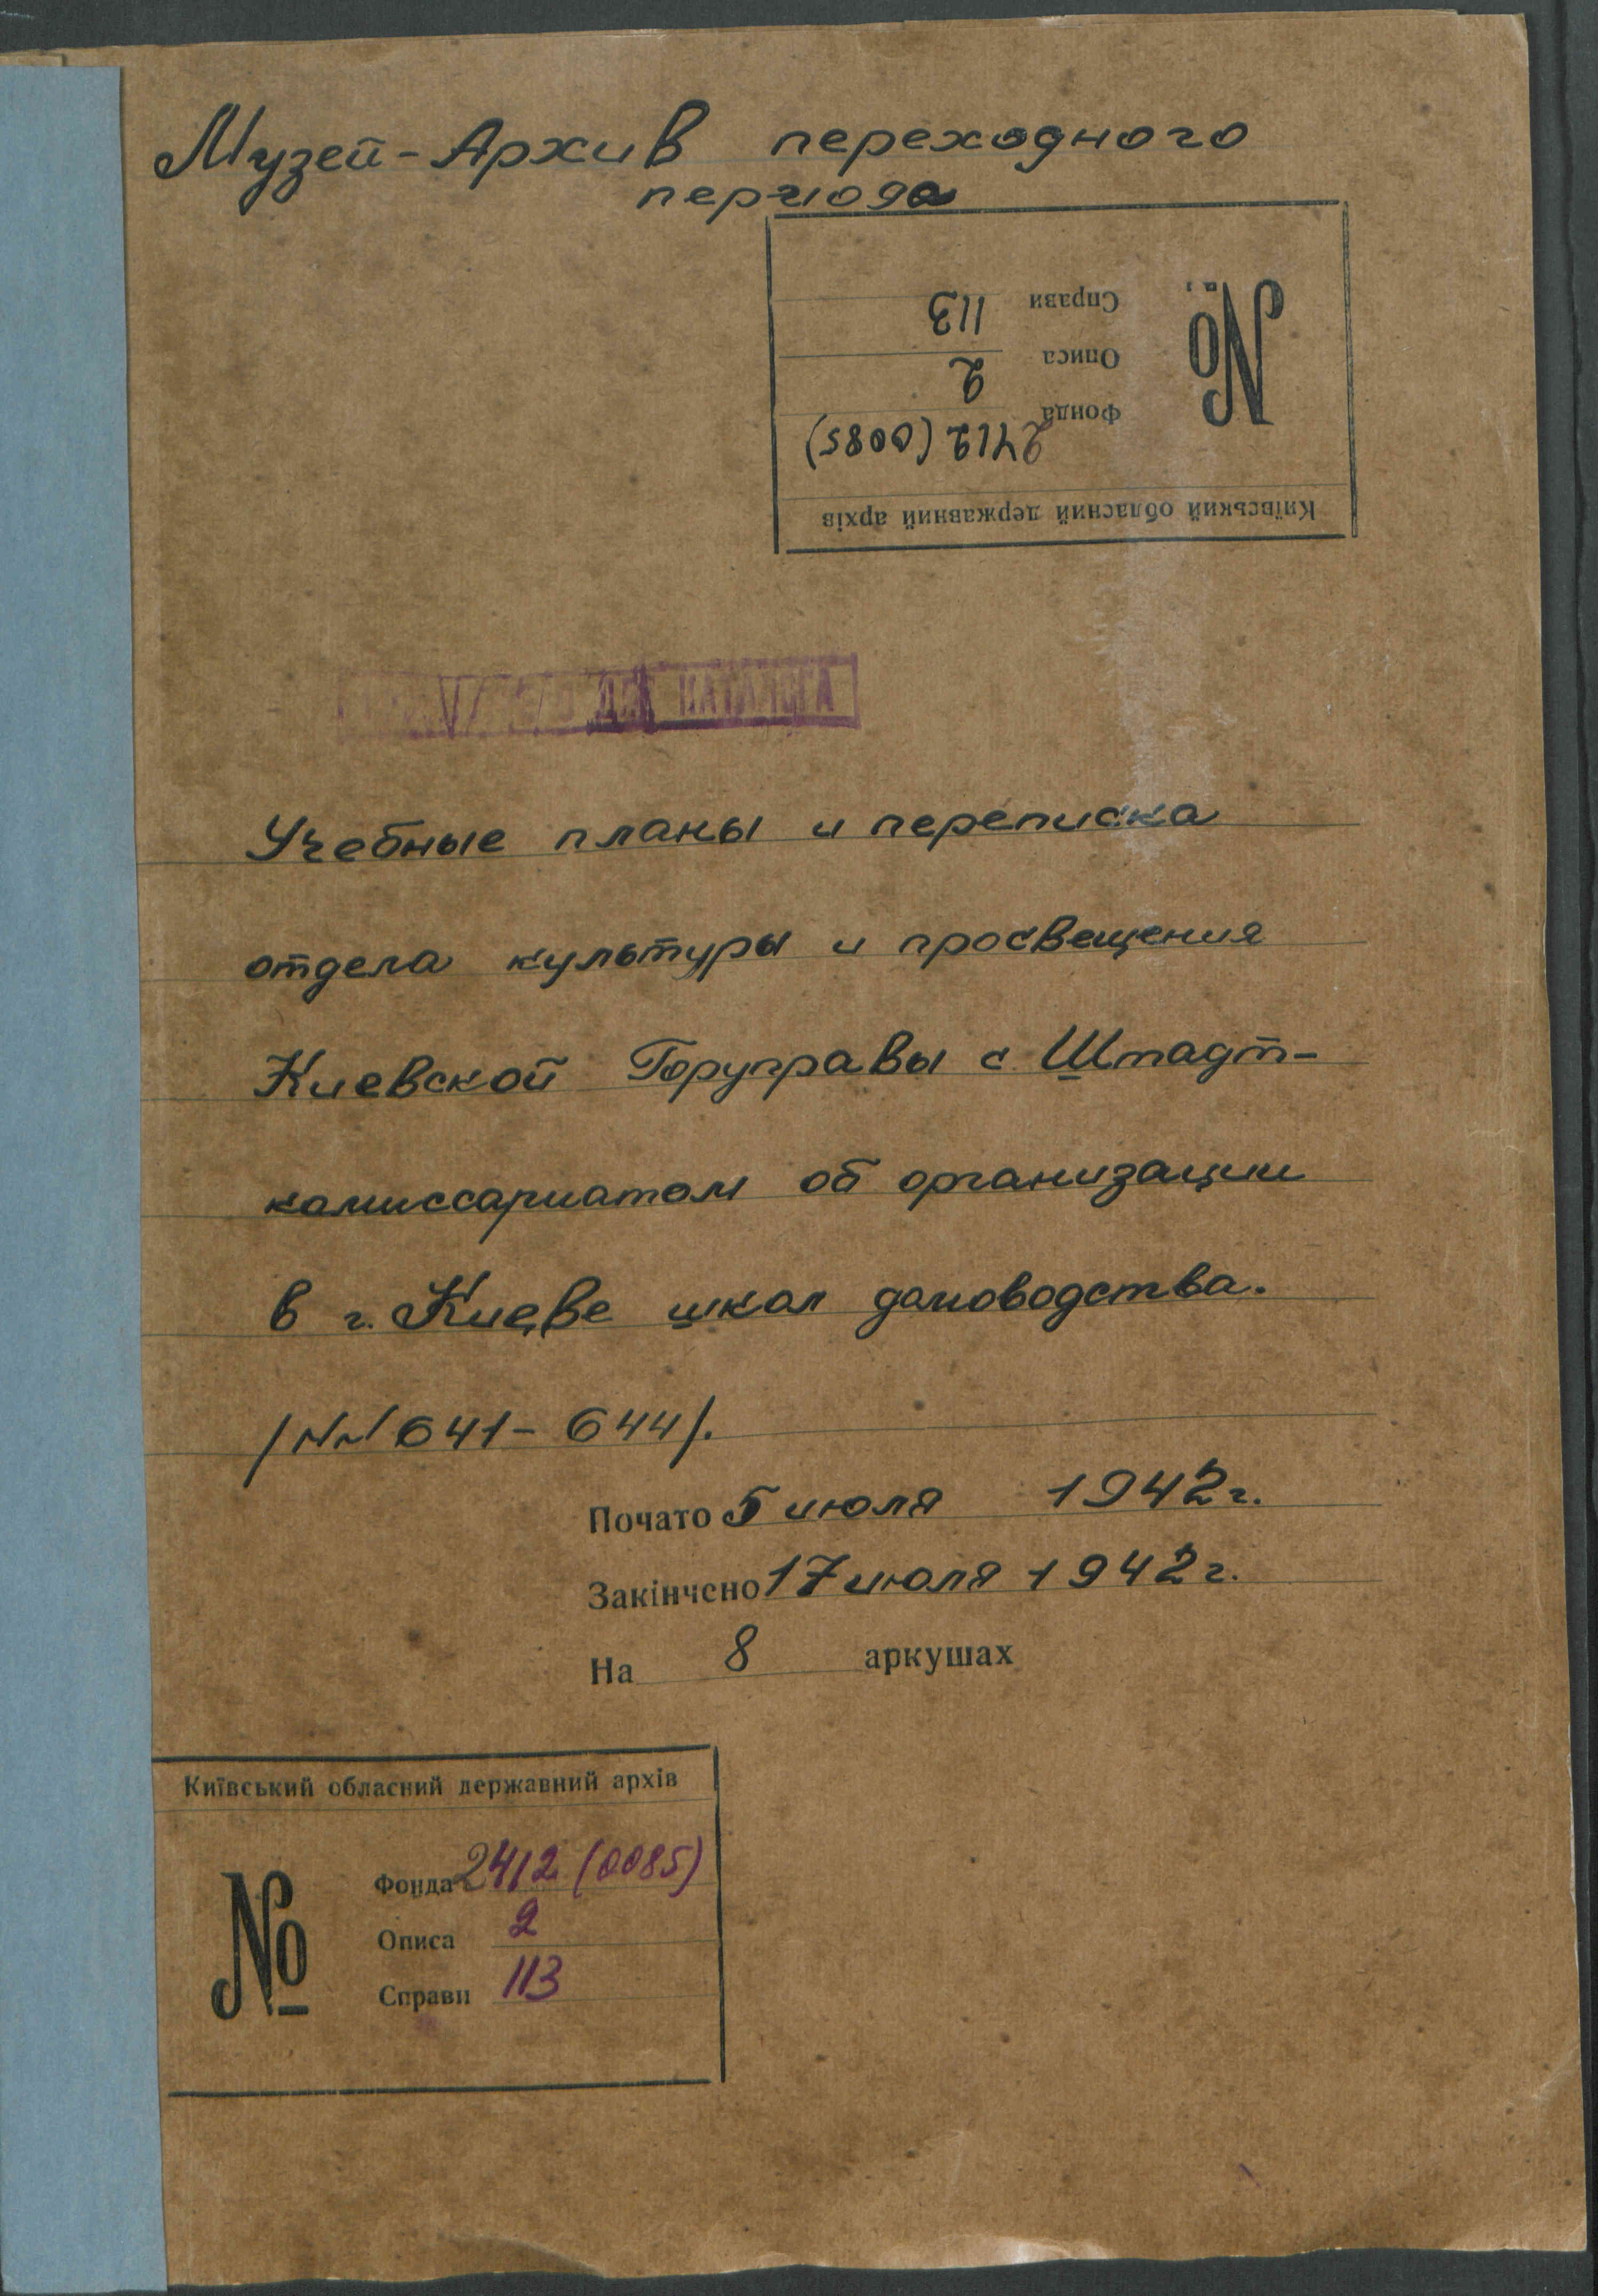 Музей-Архив переходного
периода
Київський обласний державний архів
№
Фонда 2412 (0085)
Описа 2
Справи 113
КАТАЛОГА
Учебные планы и переписка
отдела культуры и просвещения
Киевской Горуправы с Штадт-
комиссариатом об организации
в г. Киеве школ домоводства.
/NN 641-644/.
Почато 5 июля 1942 г.
Закінчено 17 июля 1942 г.
На 8 аркушах
Київський обласний державний архів
№
Фонда 2412 (0085)
Описа 2
Справи 113